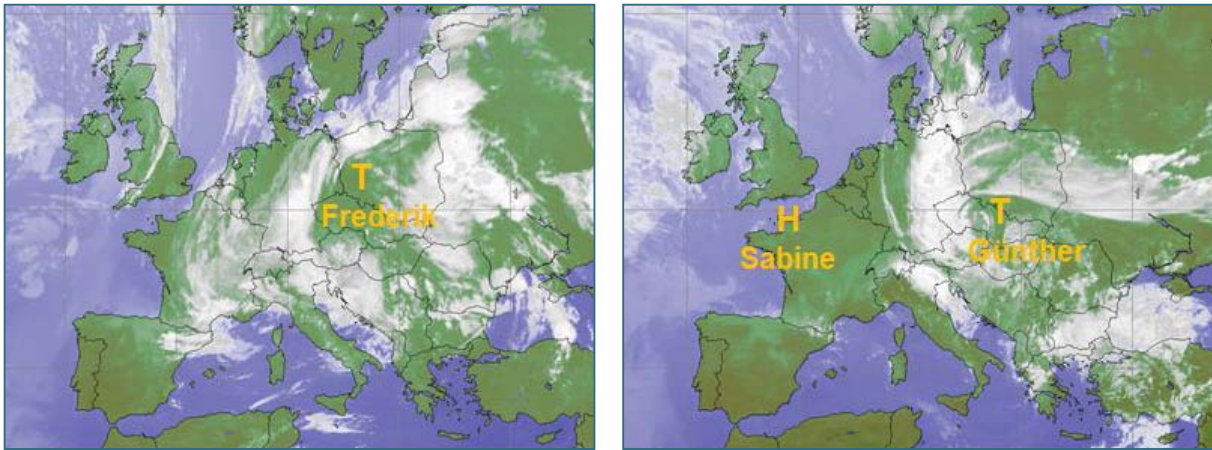 T
Frederik
H
Sabine
T
Günther